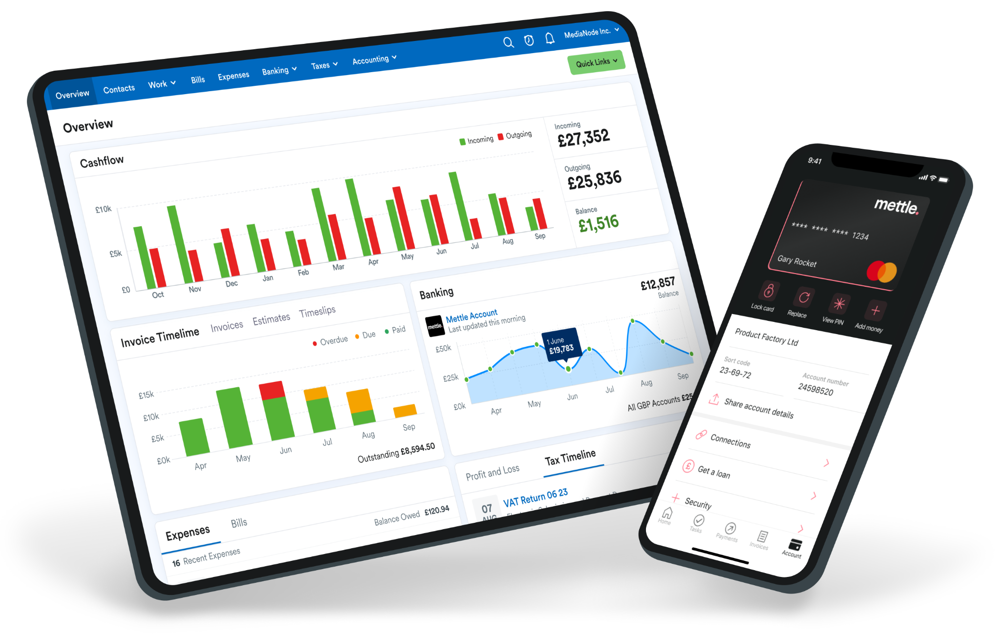 Overview
Contacts
Work
Bills
Expenses
Banking
Taxes
Accounting
MediaNode Inc.
Overview
Quick Links
Cashflow
Incoming
Outgoing
£10k
£5k
£0
Oct
Nov
Dec
Jan
Feb
Mar
Apr
May
Jun
Jul
Aug
Sep
Incoming
£27,352
Outgoing
£25,836
Balance
£1,516
Invoice Timelime
Invoices
Estimates
Timeslips
Overdue
Due
Paid
£15k
£10k
£5k
£0k
Apr
May
Jun
Jul
Aug
Sep
Outstanding £8,594.50
Banking
£12,857
Balance
mettle.
Mettle Account
Last updated this morning
£50k
£25k
£0k
1 June
£19,783
Apr
May
Jun
Jul
Aug
Sep
All GBP Accounts
Expenses
Bills
Balance Owed £120.94
16 Recent Expenses
Profit and Loss
Tax Timeline
07
AUG
VAT Return 06 23
9:41
mettle.
**** **** **** 1234
Gary Rocket
Lock card
Replace
View PIN
Add money
Product Factory Ltd
Sort code
23-69-72
Account number
24598520
Share account details
Connections
Get a loan
Security
Home
Tasks
Payments
Invoices
Account